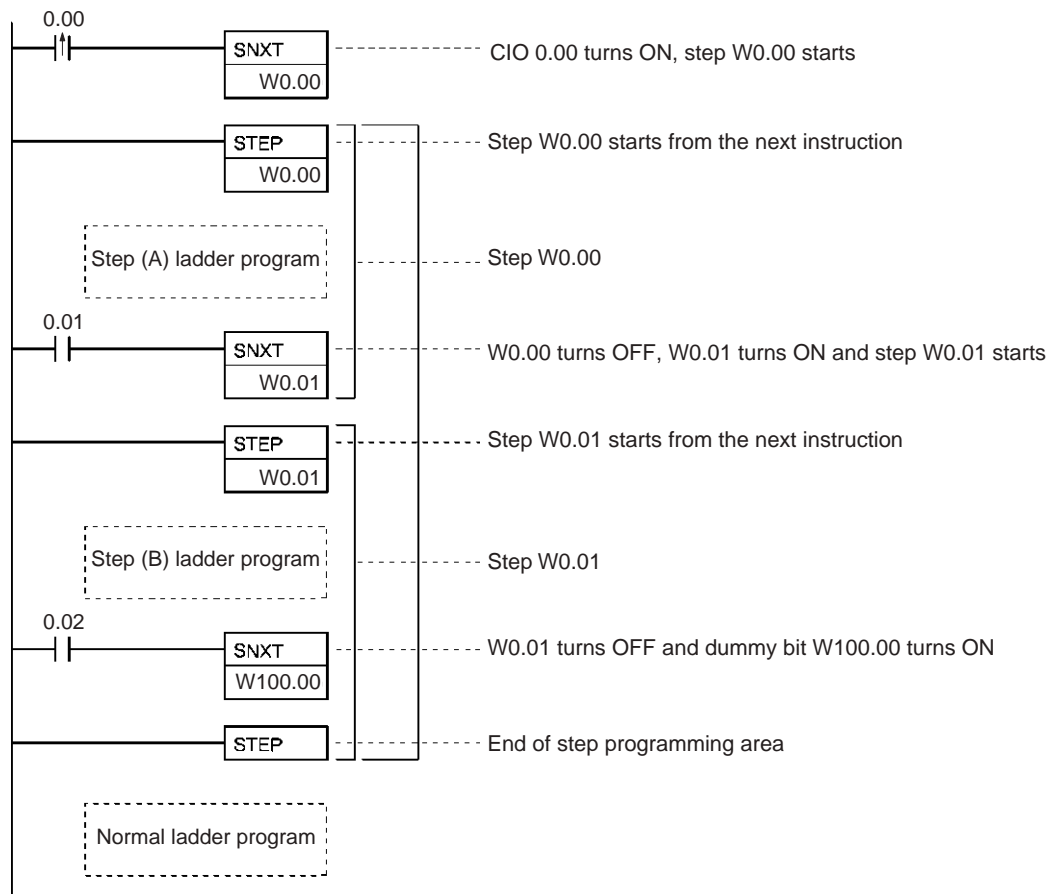 0.00
SNXT
W0.00
CIO 0.00 turns ON, step W0.00 starts
STEP
W0.00
Step W0.00 starts from the next instruction
Step (A) ladder program
Step W0.00
0.01
SNXT
W0.01
W0.00 turns OFF, W0.01 turns ON and step W0.01 starts
STEP
W0.01
Step W0.01 starts from the next instruction
Step (B) ladder program
Step W0.01
0.02
SNXT
W100.00
W0.01 turns OFF and dummy bit W100.00 turns ON
STEP
End of step programming area
Normal ladder program